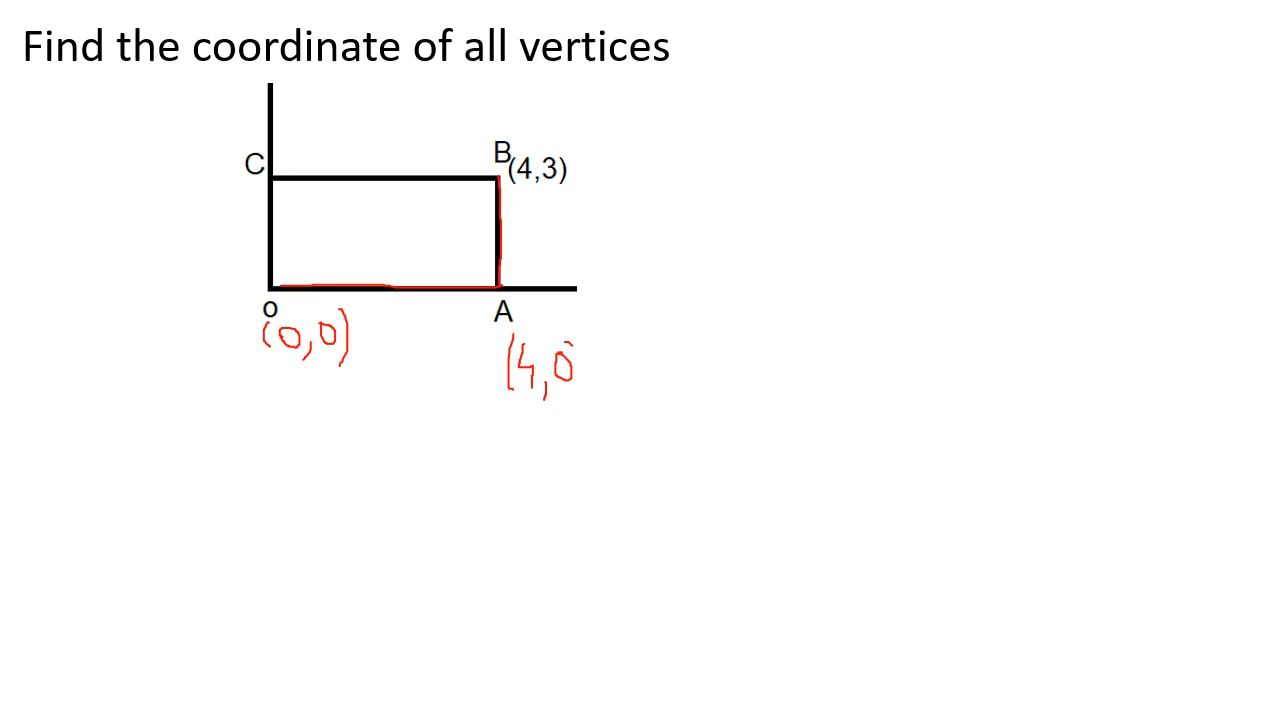 Find the coordinate of all vertices
B
C
(4,3)
o
A
(0,0)
(4,0